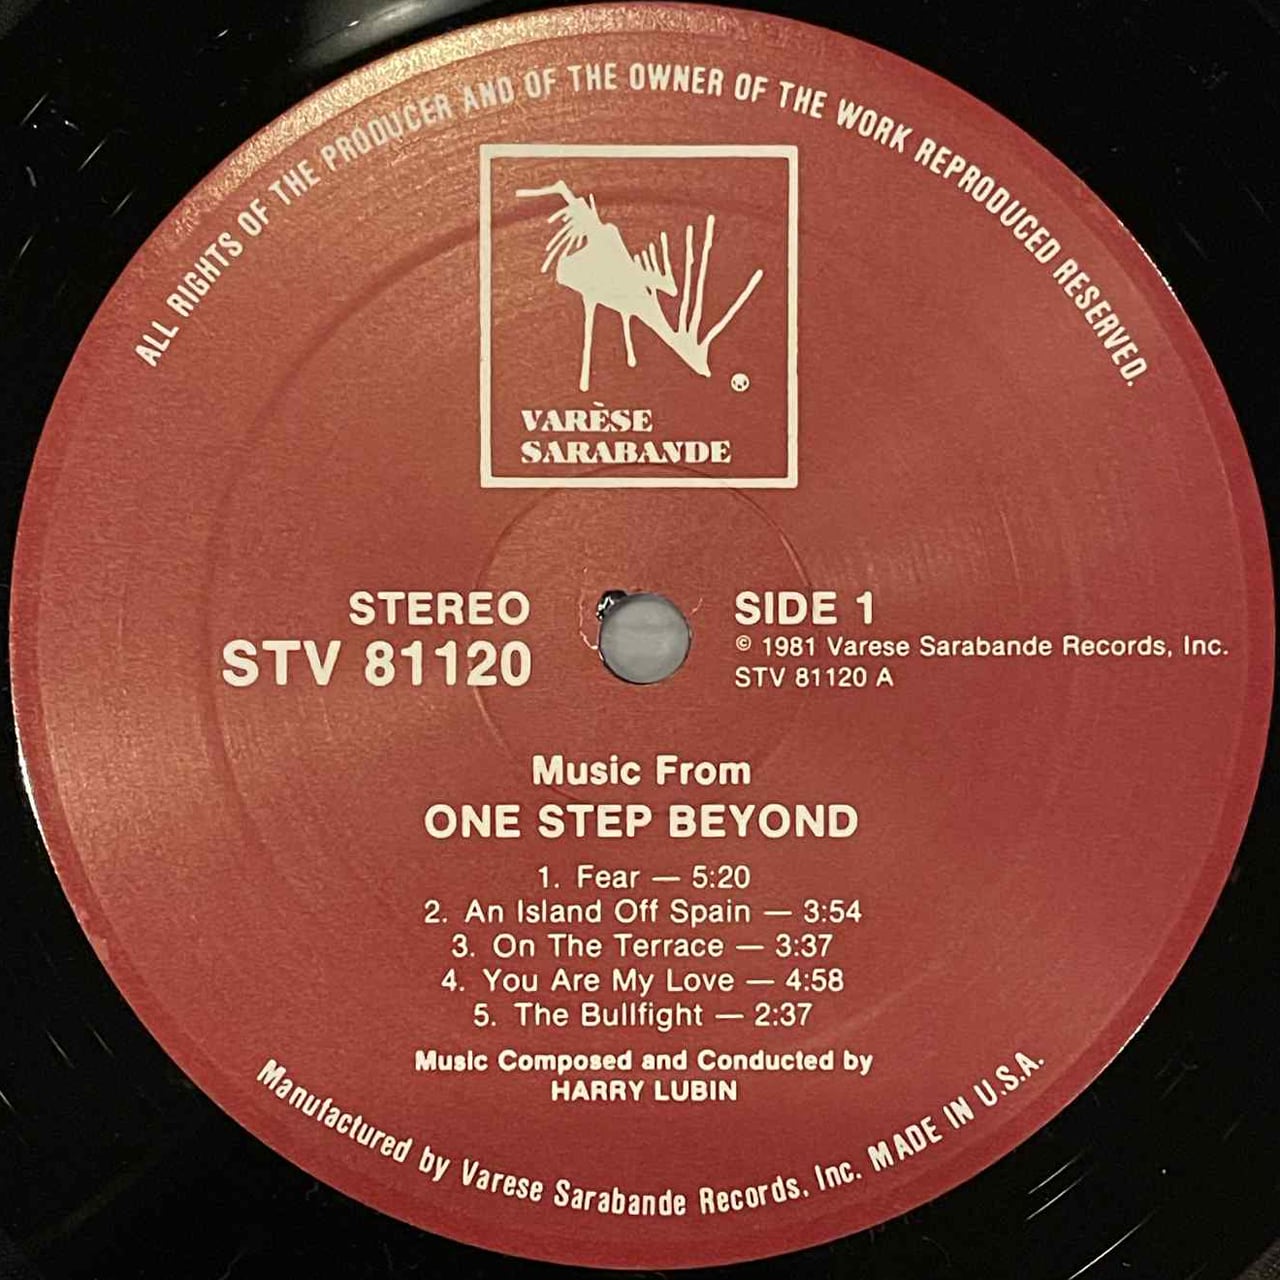 ALL RIGHTS OF THE PRODUCER AND OF THE OWNER OF THE WORK REPRODUCED RESERVED.
VARÈSE
SARABANDE
®
STEREO
STV 81120
SIDE 1
© 1981 Varese Sarabande Records, Inc.
STV 81120 A
Music From
ONE STEP BEYOND
1. Fear — 5:20
2. An Island Off Spain — 3:54
3. On The Terrace — 3:37
4. You Are My Love — 4:58
5. The Bullfight — 2:37
Music Composed and Conducted by
HARRY LUBIN
Manufactured by Varese Sarabande Records, Inc. MADE IN U.S.A.